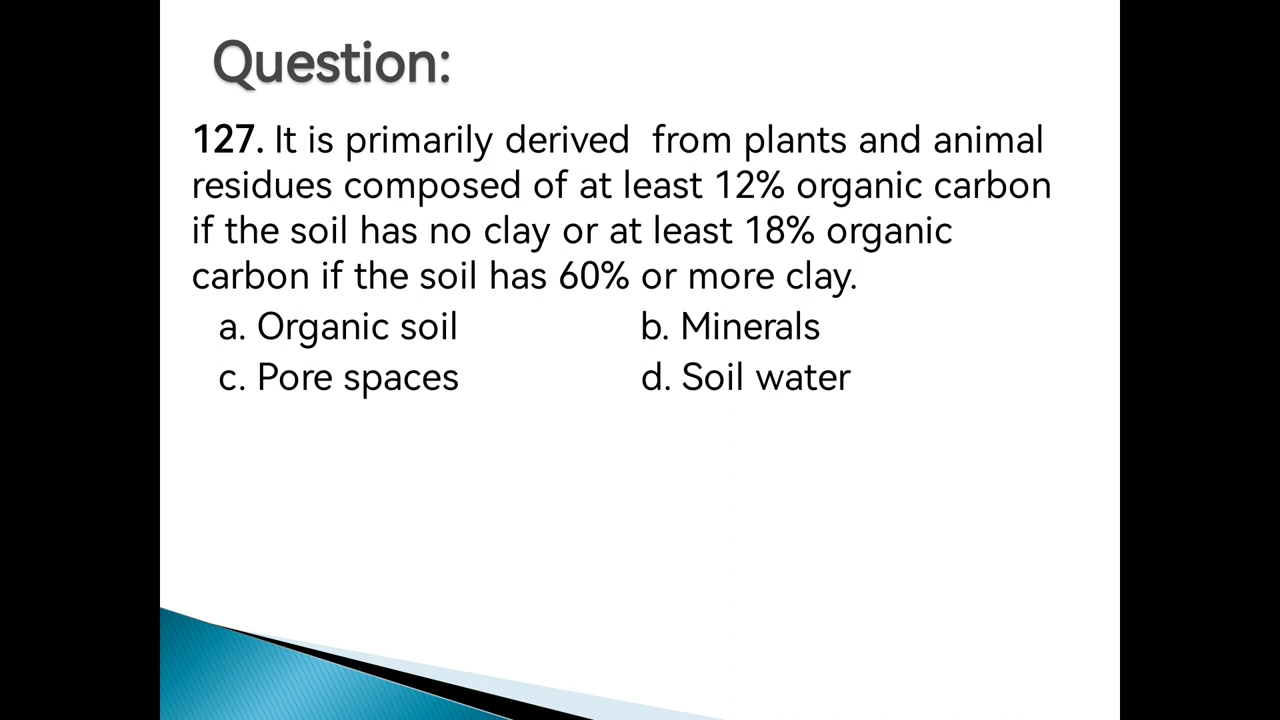 Question:
127. It is primarily derived  from plants and animal
residues composed of at least 12% organic carbon
if the soil has no clay or at least 18% organic
carbon if the soil has 60% or more clay.
a. Organic soil b. Minerals
c. Pore spaces d. Soil water